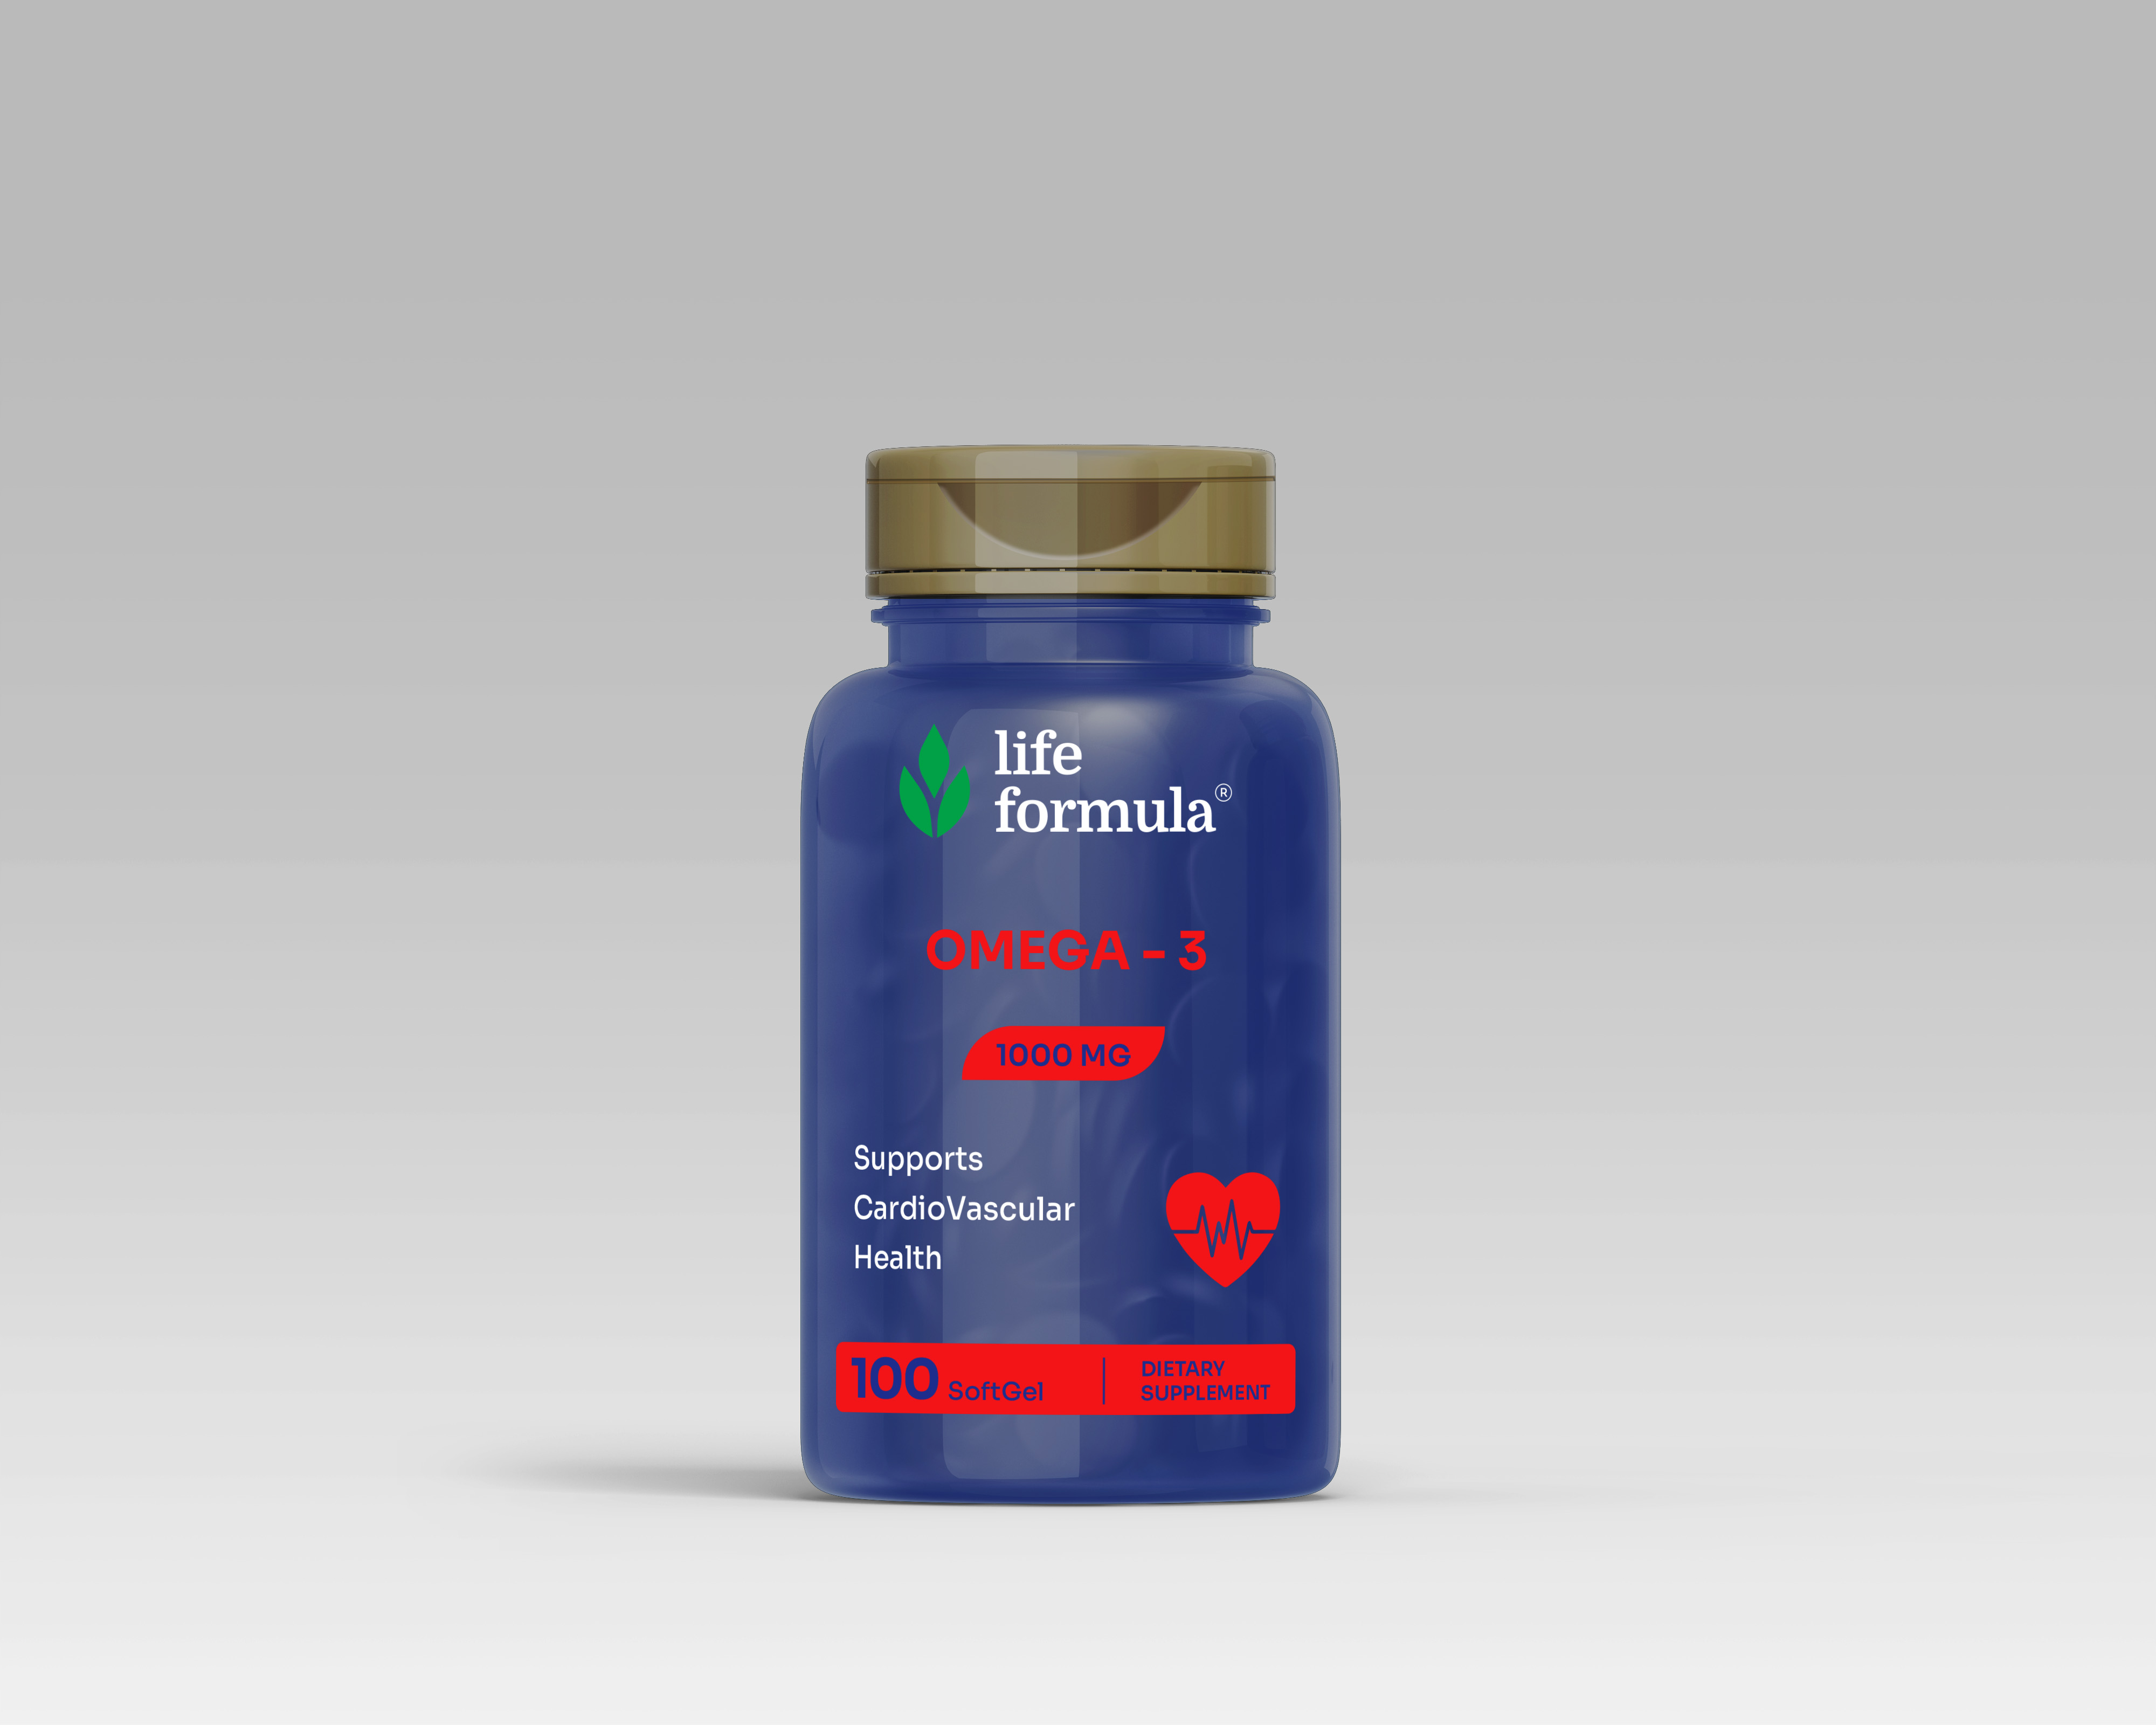 life
formula®
OMEGA - 3
1000 MG
Supports
CardioVascular
Health
100 SoftGel
DIETARY
SUPPLEMENT